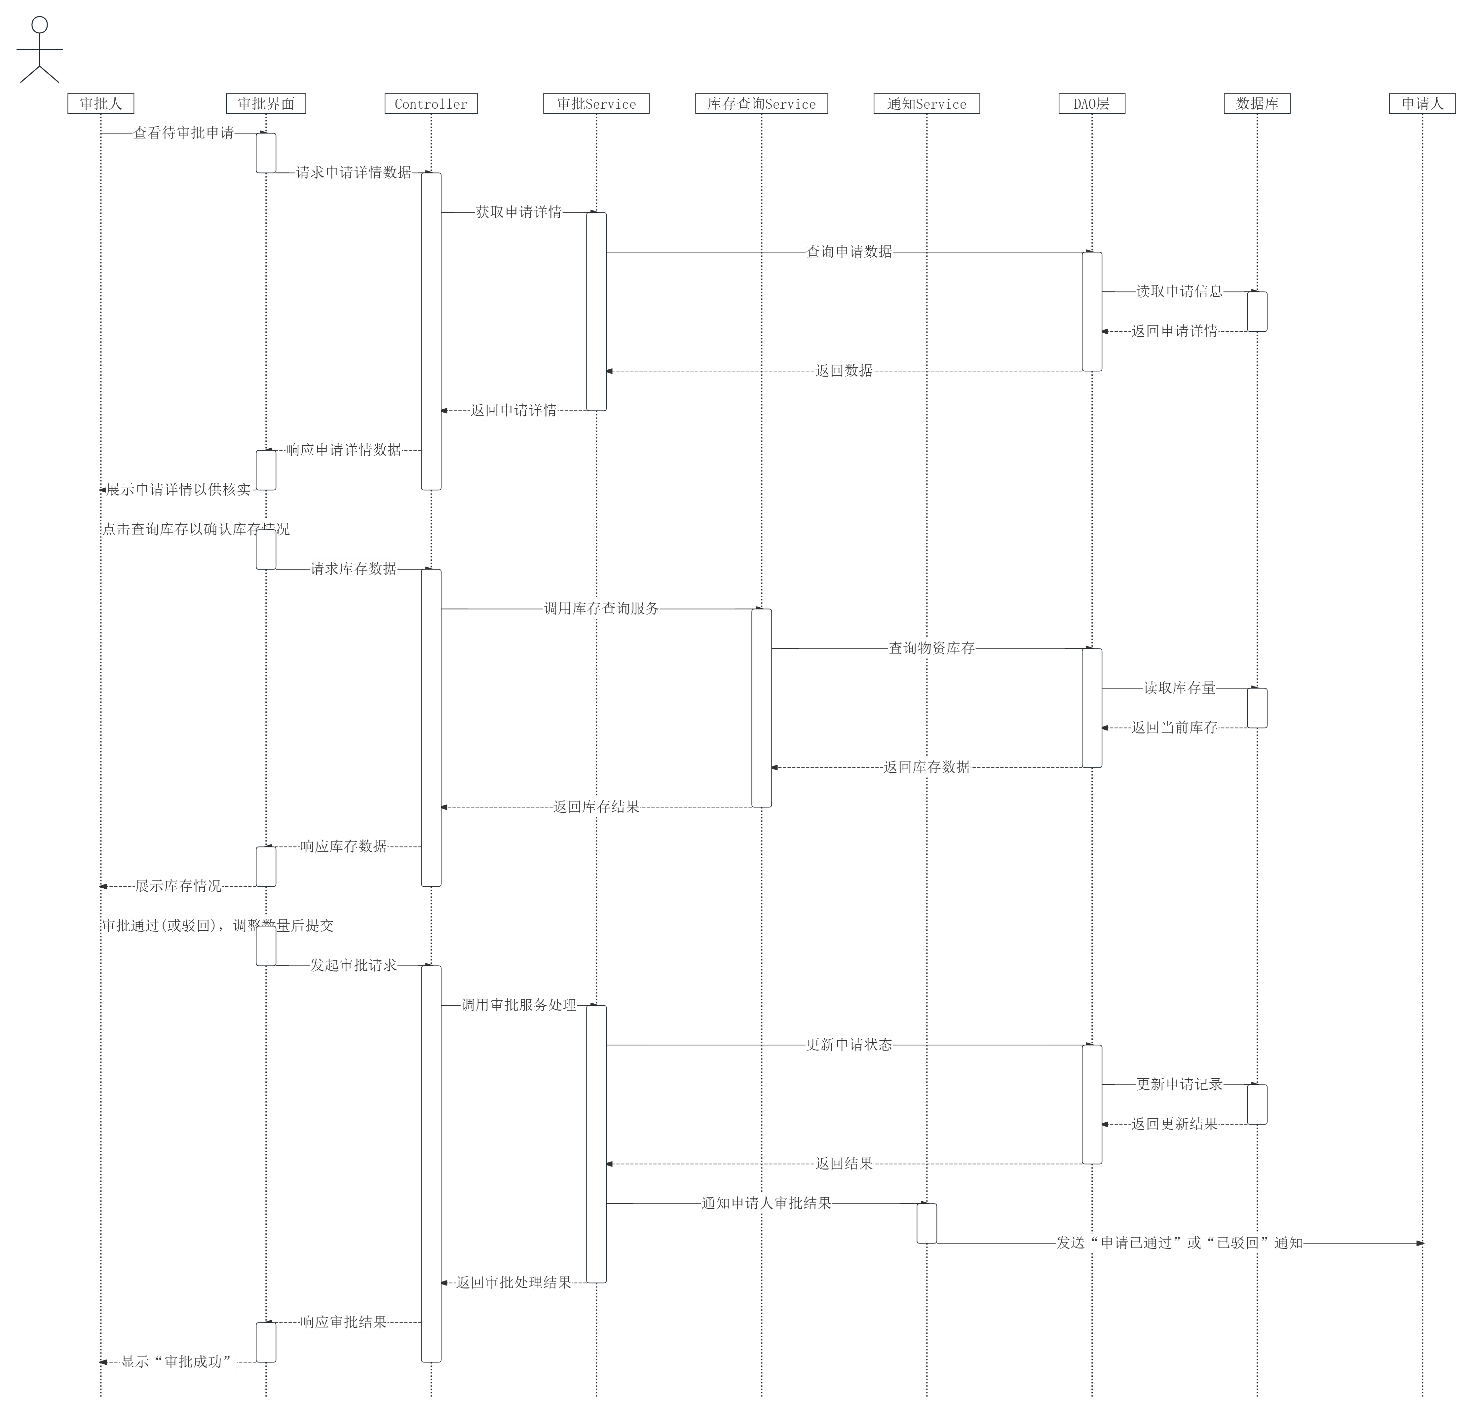 审批人 审批界面 Controller 审批Service 库存查询Service 通知Service DAO层 数据库 申请人
查看待审批申请
请求申请详情数据
获取申请详情
查询申请数据
读取申请信息
返回申请详情
返回数据
返回申请详情
响应申请详情数据
展示申请详情以供核实
点击查询库存以确认库存情况
请求库存数据
调用库存查询服务
查询物资库存
读取库存量
返回当前库存
返回库存数据
返回库存结果
响应库存数据
展示库存情况
审批通过(或驳回)，调整数量后提交
发起审批请求
调用审批服务处理
更新申请状态
更新申请记录
返回更新结果
返回结果
通知申请人审批结果
发送“申请已通过”或“已驳回”通知
返回审批处理结果
响应审批结果
显示“审批成功”